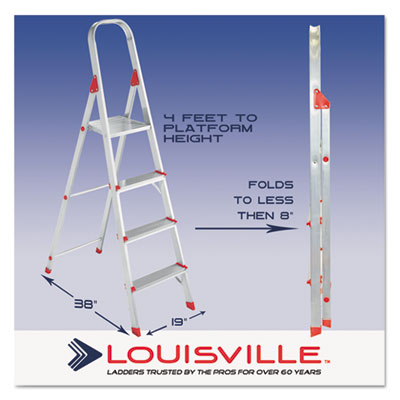 4 FEET TO
PLATFORM
HEIGHT
FOLDS
TO LESS
THEN 8"
38"
19"
LOUISVILLE™
LADDERS TRUSTED BY THE PROS FOR OVER 60 YEARS